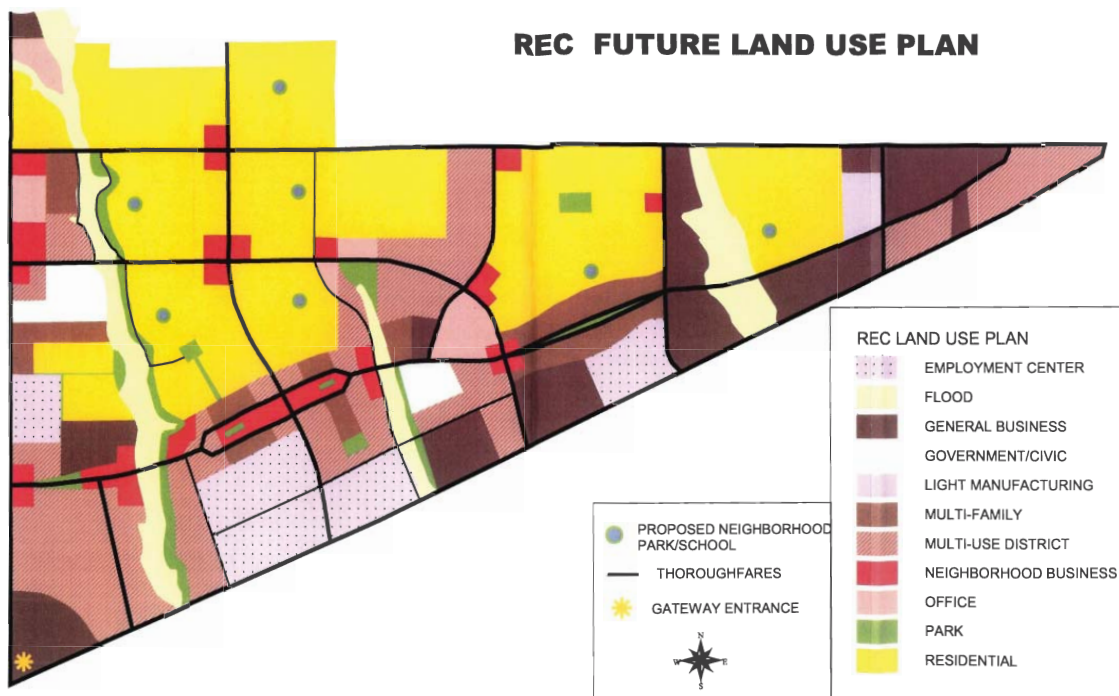 REC FUTURE LAND USE PLAN
REC LAND USE PLAN
EMPLOYMENT CENTER
FLOOD
GENERAL BUSINESS
GOVERNMENT/CIVIC
LIGHT MANUFACTURING
MULTI-FAMILY
MULTI-USE DISTRICT
NEIGHBORHOOD BUSINESS
OFFICE
PARK
RESIDENTIAL
PROPOSED NEIGHBORHOOD
PARK/SCHOOL
THOROUGHFARES
GATEWAY ENTRANCE
N
W E
S